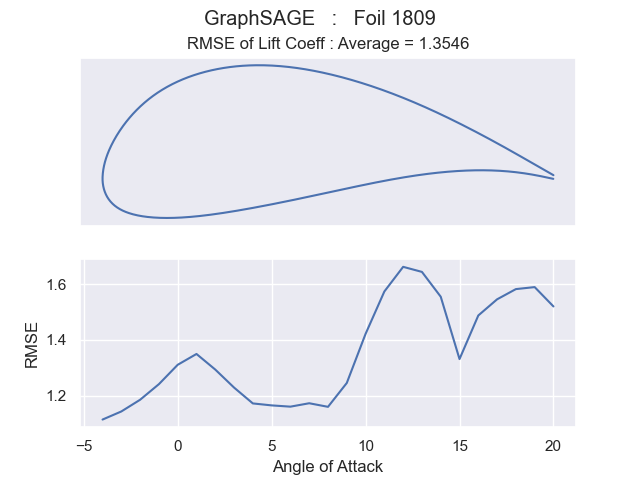 GraphSAGE : Foil 1809
RMSE of Lift Coeff : Average = 1.3546
1.6
1.4
1.2
RMSE
−5 0 5 10 15 20
Angle of Attack